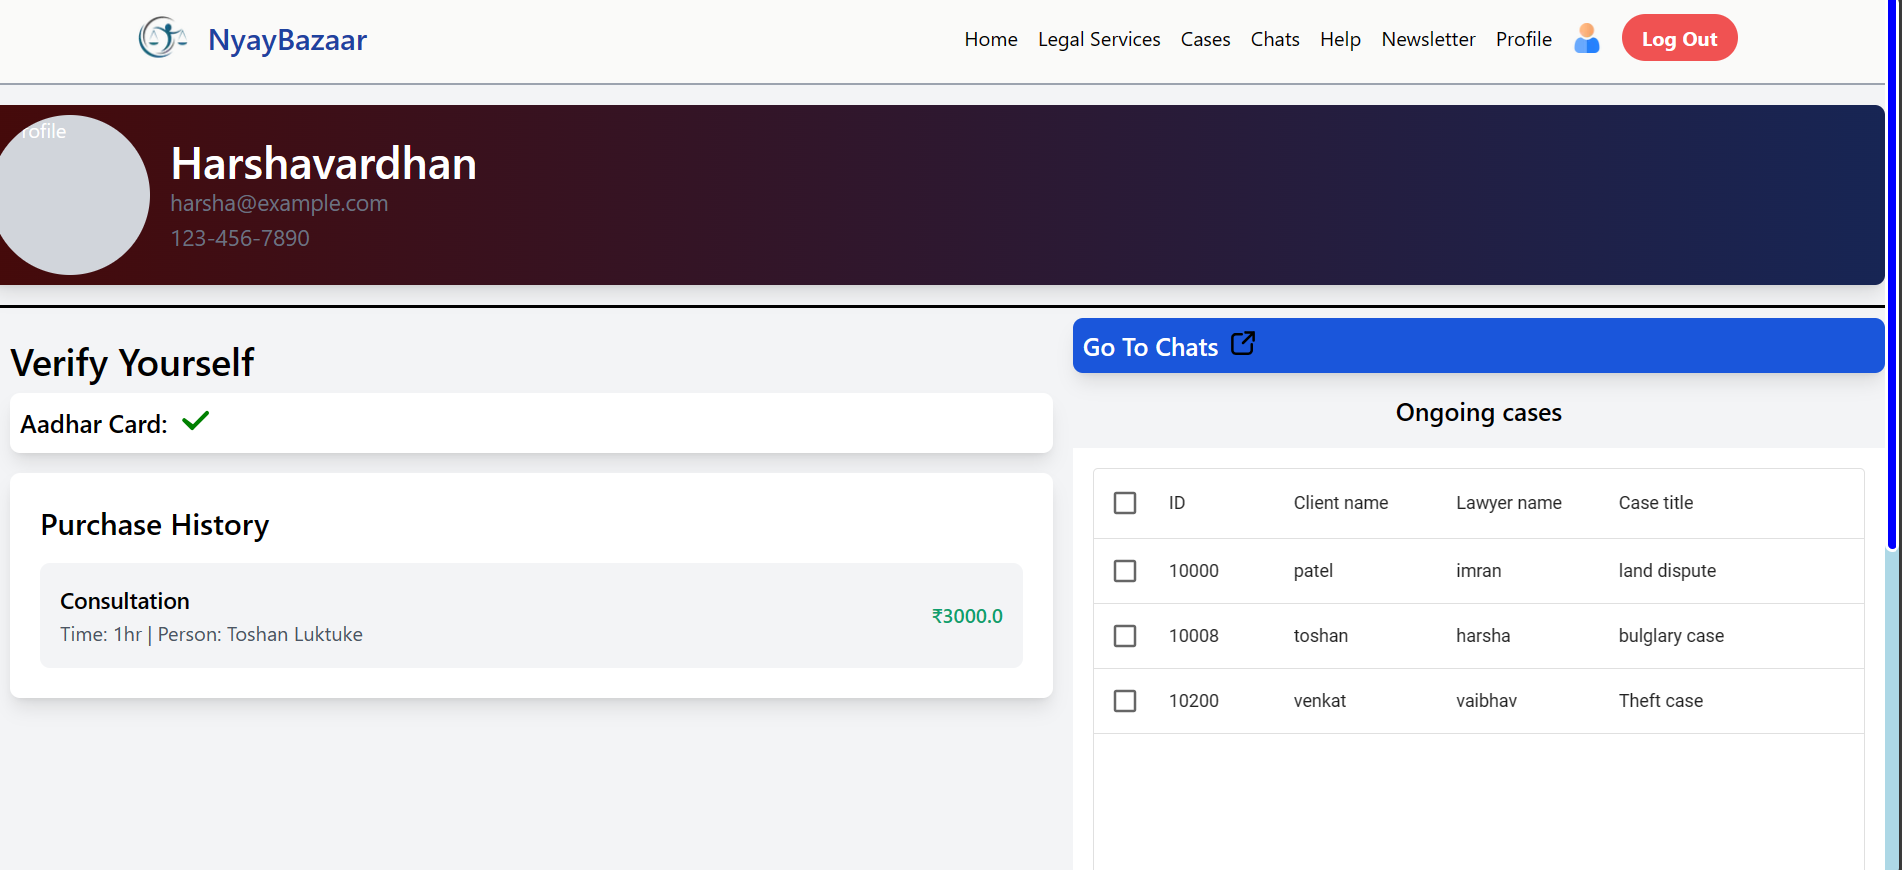 NyayBazaar
Home Legal Services Cases Chats Help Newsletter Profile Log Out
rofile
Harshavardhan
harsha@example.com
123-456-7890
Verify Yourself
Aadhar Card:
Purchase History
Consultation
Time: 1hr | Person: Toshan Luktuke
₹3000.0
Go To Chats
Ongoing cases
ID Client name Lawyer name Case title
10000 patel imran land dispute
10008 toshan harsha bulglary case
10200 venkat vaibhav Theft case